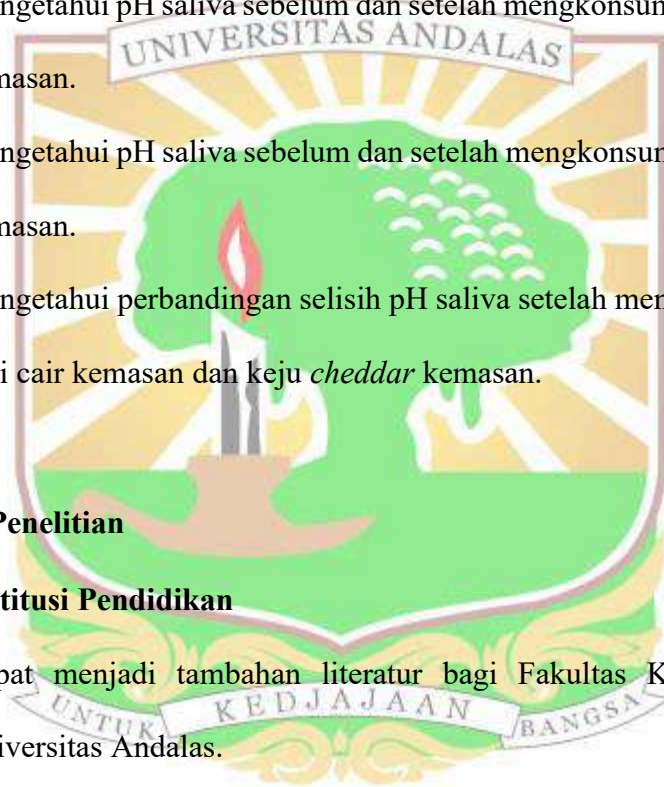 ngetahui pH saliva sebelum dan setelah mengkonsum
UNIVERSITAS ANDALAS
masan.
ngetahui pH saliva sebelum dan setelah mengkonsum
masan.
ngetahui perbandingan selisih pH saliva setelah men
i cair kemasan dan keju cheddar kemasan.
Penelitian
titusi Pendidikan
pat menjadi tambahan literatur bagi Fakultas K
UNTUK KEDJAJAAN BANGSA
niversitas Andalas.